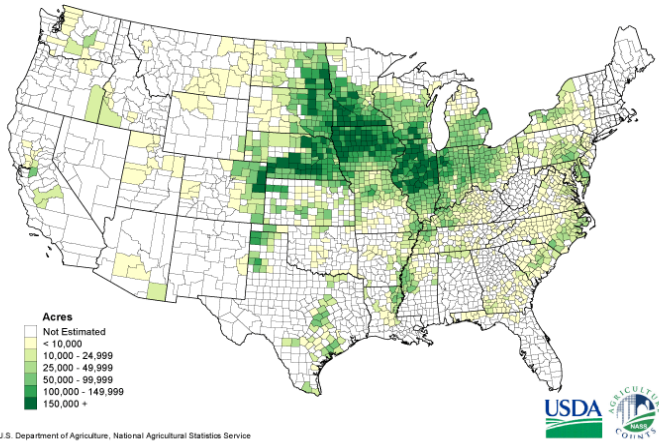 Acres
Not Estimated
< 10,000
10,000 - 24,999
25,000 - 49,999
50,000 - 99,999
100,000 - 149,999
150,000 +
USDA
AGRICULTURE
NASS
COUNTS
U.S. Department of Agriculture, National Agricultural Statistics Service